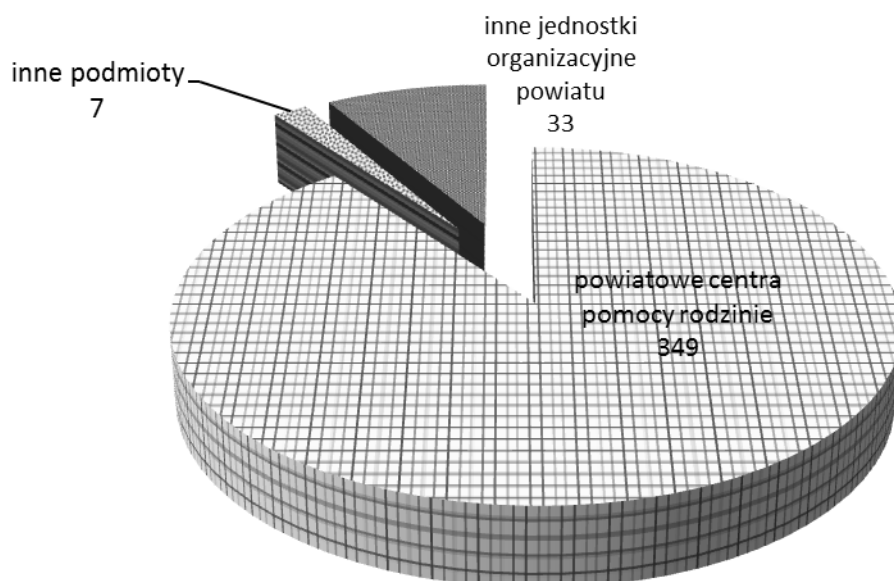 inne jednostki
organizacyjne
powiatu
33
inne podmioty
7
powiatowe centra
pomocy rodzinie
349